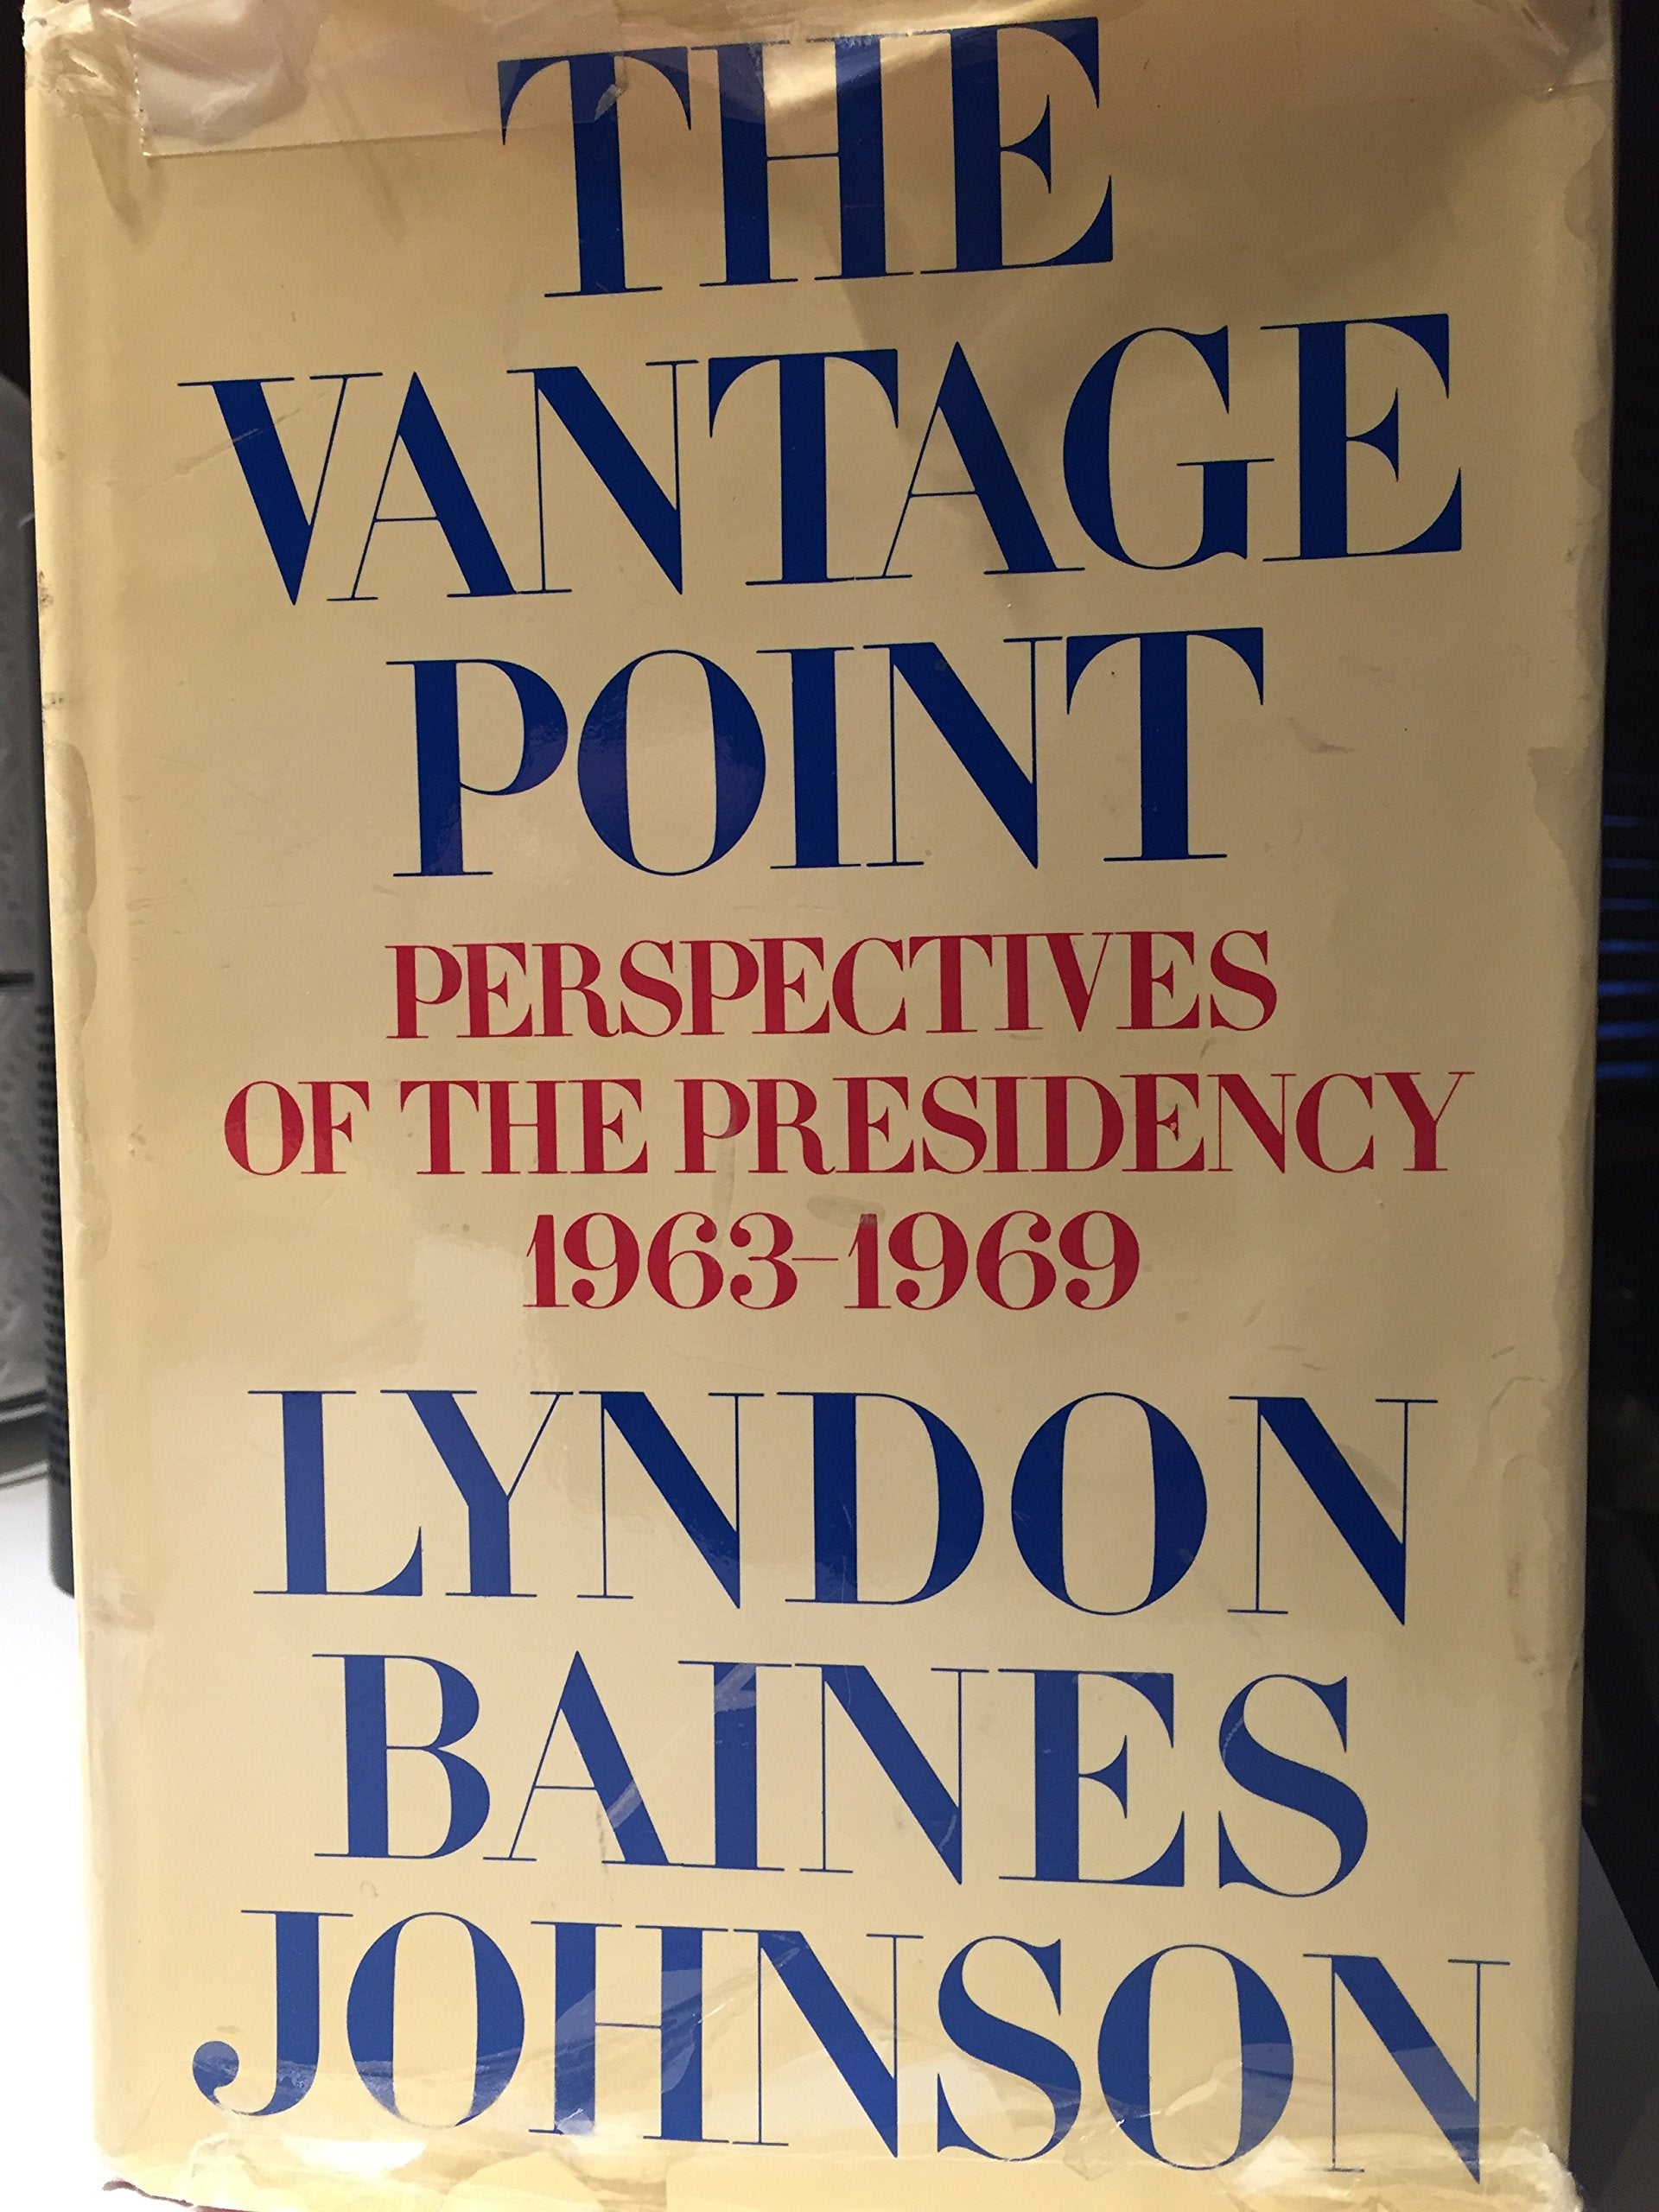 THE
VANTAGE
POINT
PERSPECTIVES
OF THE PRESIDENCY
1963–1969
LYNDON
BAINES
JOHNSON